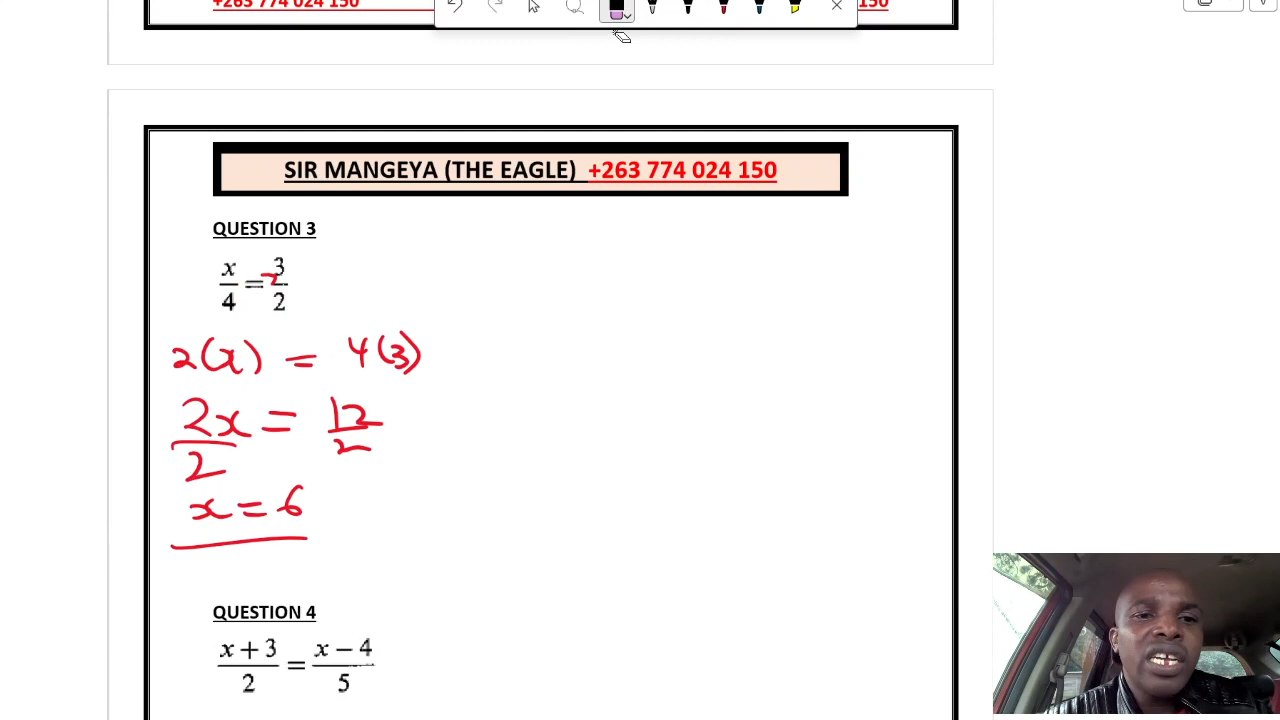 +263 774 024 150
150
SIR MANGEYA (THE EAGLE) +263 774 024 150
QUESTION 3
x/4 = 3/2
2(x) = 4(3)
2x/2 = 12/2
x = 6
QUESTION 4
x + 3/2 = x − 4/5